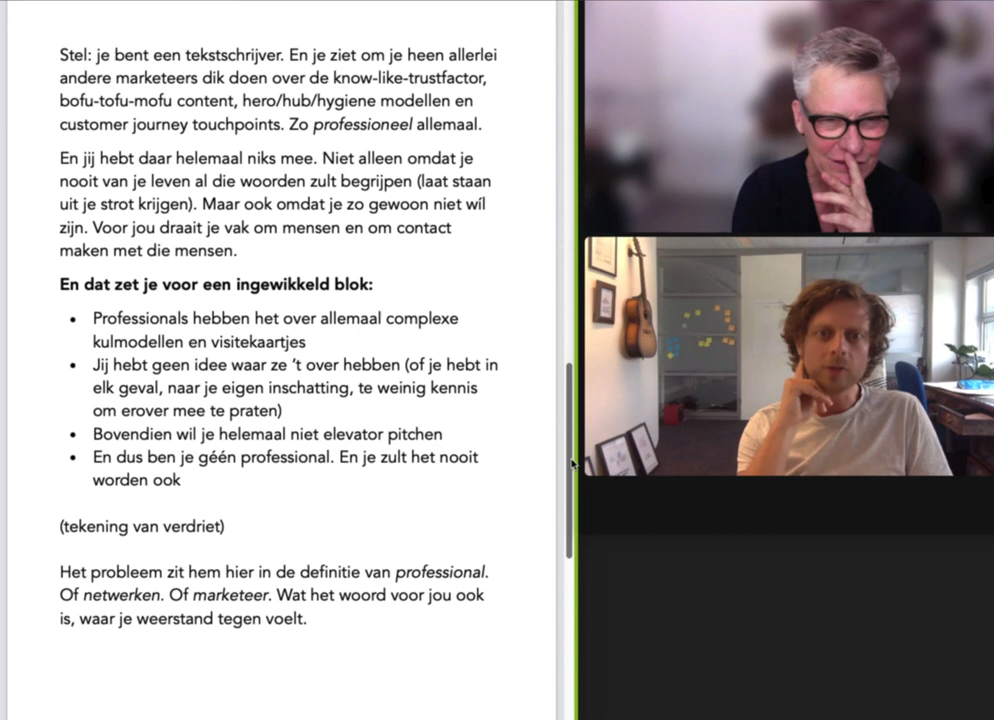 Stel: je bent een tekstschrijver. En je ziet om je heen allerlei
andere marketeers dik doen over de know-like-trustfactor,
bofu-tofu-mofu content, hero/hub/hygiene modellen en
customer journey touchpoints. Zo professioneel allemaal.
En jij hebt daar helemaal niks mee. Niet alleen omdat je
nooit van je leven al die woorden zult begrijpen (laat staan
uit je strot krijgen). Maar ook omdat je zo gewoon niet wíl
zijn. Voor jou draait je vak om mensen en om contact
maken met die mensen.
En dat zet je voor een ingewikkeld blok:
• Professionals hebben het over allemaal complexe
kulmodellen en visitekaartjes
• Jij hebt geen idee waar ze ’t over hebben (of je hebt in
elk geval, naar je eigen inschatting, te weinig kennis
om erover mee te praten)
• Bovendien wil je helemaal niet elevator pitchen
• En dus ben je géén professional. En je zult het nooit
worden ook
(tekening van verdriet)
Het probleem zit hem hier in de definitie van professional.
Of netwerken. Of marketeer. Wat het woord voor jou ook
is, waar je weerstand tegen voelt.